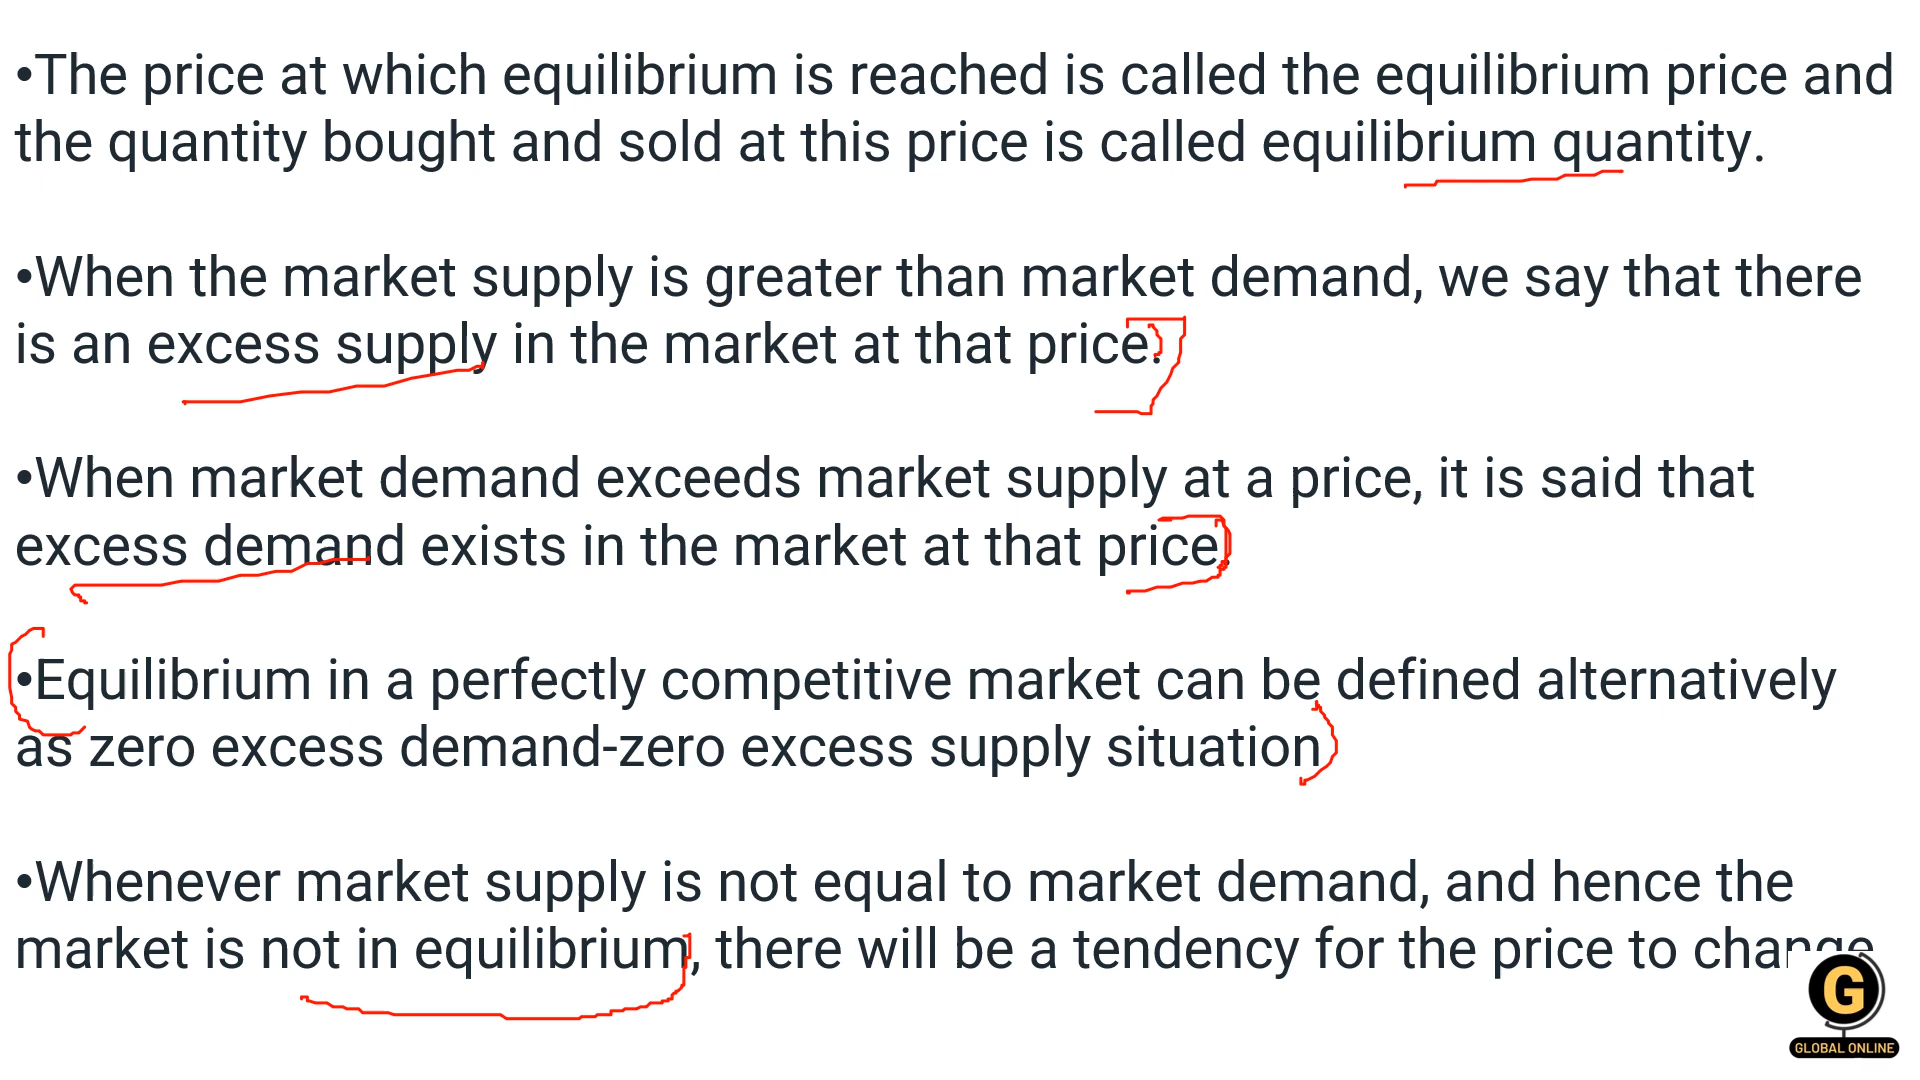 •The price at which equilibrium is reached is called the equilibrium price and
the quantity bought and sold at this price is called equilibrium quantity.
•When the market supply is greater than market demand, we say that there
is an excess supply in the market at that price.
•When market demand exceeds market supply at a price, it is said that
excess demand exists in the market at that price.
•Equilibrium in a perfectly competitive market can be defined alternatively
as zero excess demand-zero excess supply situation
•Whenever market supply is not equal to market demand, and hence the
market is not in equilibrium, there will be a tendency for the price to change
G
GLOBAL ONLINE